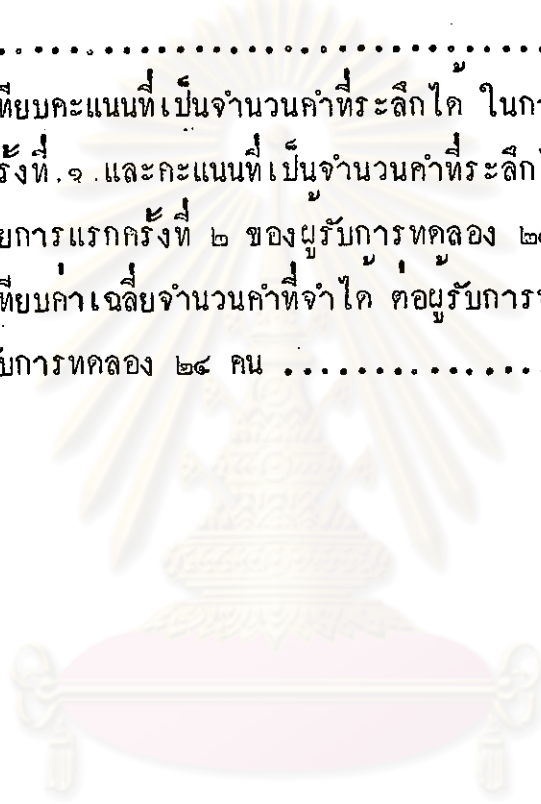 ทียบคะแนนที่เป็นจำนวนคำที่ระลึกได้ ในกา
รั้งที่ ๑ และคะแนนที่เป็นจำนวนคำที่ระลึก
ยการแรกครั้งที่ ๒ ของผู้รับการทดลอง
ทียบค่าเฉลี่ยจำนวนคำที่จำได้ ต่อผู้รับการ
ับการทดลอง ๒๔ คน ..............